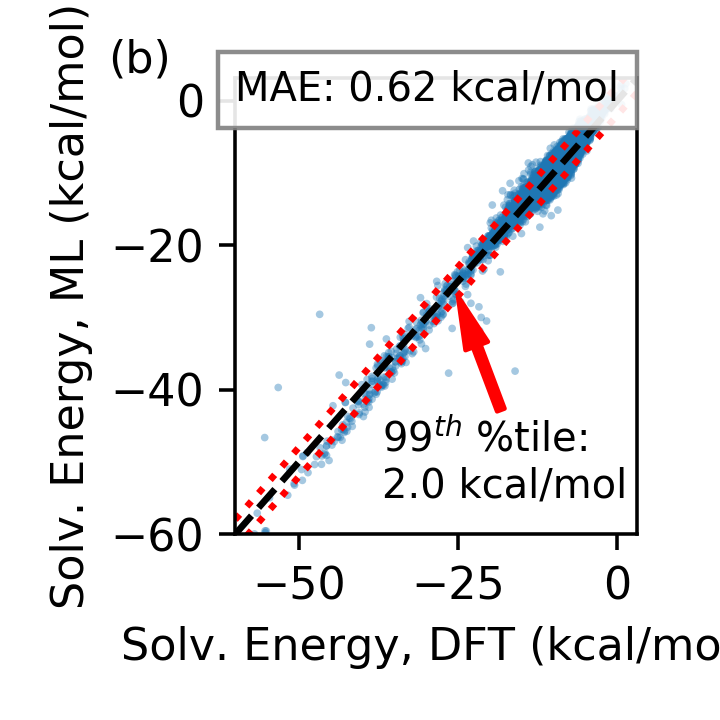 (b)
MAE: 0.62 kcal/mol
Solv. Energy, ML (kcal/mol)
0
−20
−40
−60
99th %tile:
2.0 kcal/mol
−50
−25
0
Solv. Energy, DFT (kcal/mo